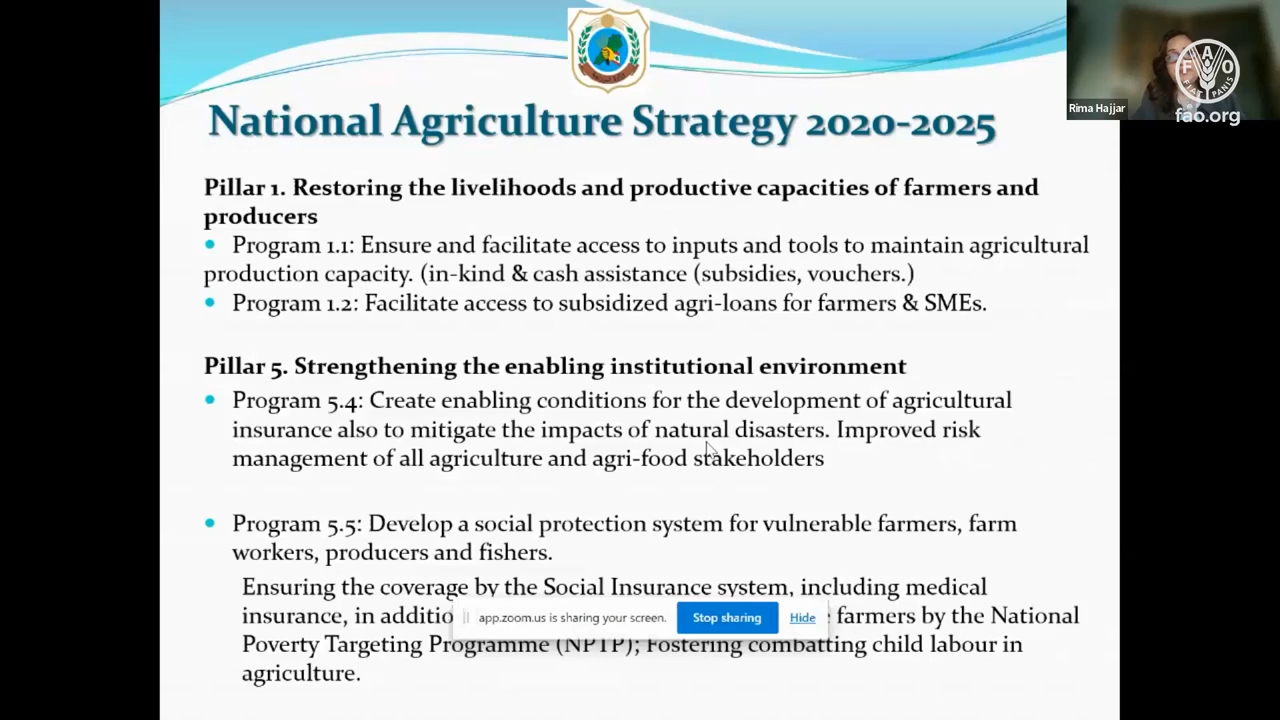 National Agriculture Strategy 2020-2025
Pillar 1. Restoring the livelihoods and productive capacities of farmers and
producers
• Program 1.1: Ensure and facilitate access to inputs and tools to maintain agricultural
production capacity. (in-kind & cash assistance (subsidies, vouchers.)
• Program 1.2: Facilitate access to subsidized agri-loans for farmers & SMEs.
Pillar 5. Strengthening the enabling institutional environment
• Program 5.4: Create enabling conditions for the development of agricultural
insurance also to mitigate the impacts of natural disasters. Improved risk
management of all agriculture and agri-food stakeholders
• Program 5.5: Develop a social protection system for vulnerable farmers, farm
workers, producers and fishers.
Ensuring the coverage by the Social Insurance system, including medical
insurance, in additio farmers by the National
Poverty Targeting Programme (NPTP); Fostering combatting child labour in
agriculture.
app.zoom.us is sharing your screen. Stop sharing Hide
Rima Hajjar
F A O
FIAT PANIS
fao.org